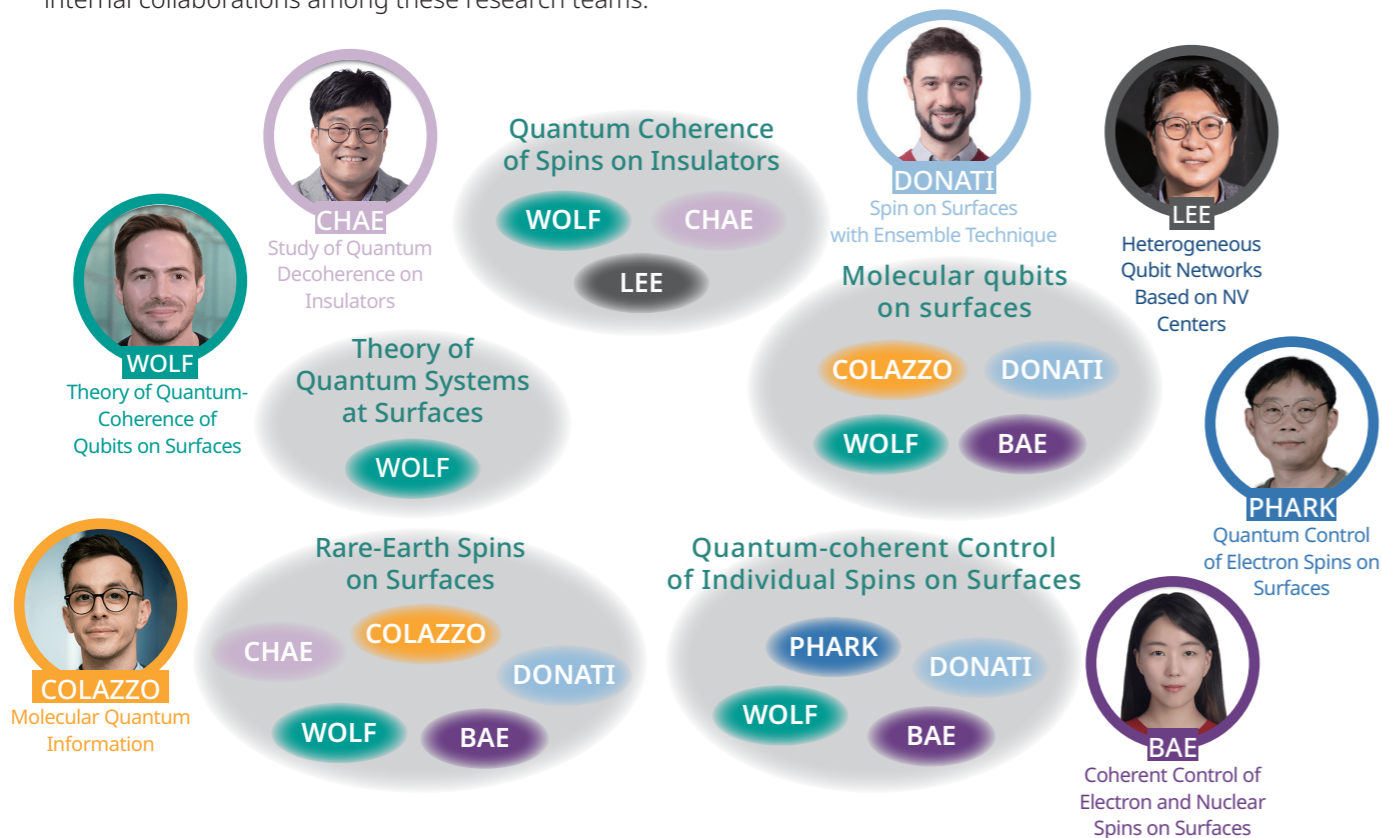 internal collaborations among these research teams.
CHAE
Study of Quantum
Decoherence on
Insulators
Quantum Coherence
of Spins on Insulators
WOLF
CHAE
LEE
DONATI
Spin on Surfaces
with Ensemble Technique
LEE
Heterogeneous
Qubit Networks
Based on NV
Centers
WOLF
Theory of Quantum-
Coherence of
Qubits on Surfaces
Theory of
Quantum Systems
at Surfaces
WOLF
Molecular qubits
on surfaces
COLAZZO
DONATI
WOLF
BAE
PHARK
Quantum Control
of Electron Spins on
Surfaces
COLAZZO
Molecular Quantum
Information
Rare-Earth Spins
on Surfaces
CHAE
COLAZZO
DONATI
WOLF
BAE
Quantum-coherent Control
of Individual Spins on Surfaces
PHARK
DONATI
WOLF
BAE
BAE
Coherent Control of
Electron and Nuclear
Spins on Surfaces